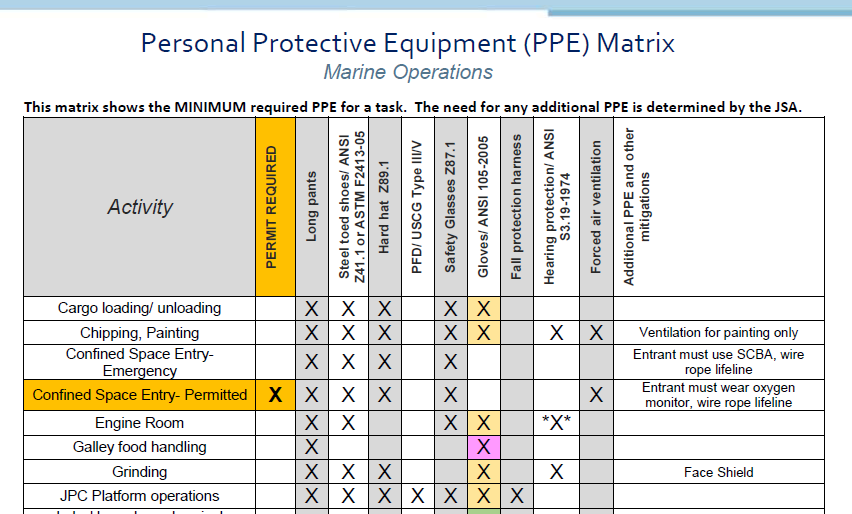 Personal Protective Equipment (PPE) Matrix
Marine Operations
This matrix shows the MINIMUM required PPE for a task. The need for any additional PPE is determined by the JSA.
Activity
PERMIT REQUIRED
Long pants
Steel toed shoes/ ANSI
Z41.1 or ASTM F2413-05
Hard hat Z89.1
PFD/ USCG Type III/V
Safety Glasses Z87.1
Gloves/ ANSI 105-2005
Fall protection harness
Hearing protection/ ANSI
S3.19-1974
Forced air ventilation
Additional PPE and other
mitigations
Cargo loading/ unloading X X X X X
Chipping, Painting X X X X X X X Ventilation for painting only
Confined Space Entry-
Emergency X X X X Entrant must use SCBA, wire
rope lifeline
Confined Space Entry- Permitted X X X X X X Entrant must wear oxygen
monitor, wire rope lifeline
Engine Room X X X X *X*
Galley food handling X X
Grinding X X X X X Face Shield
JPC Platform operations X X X X X X X